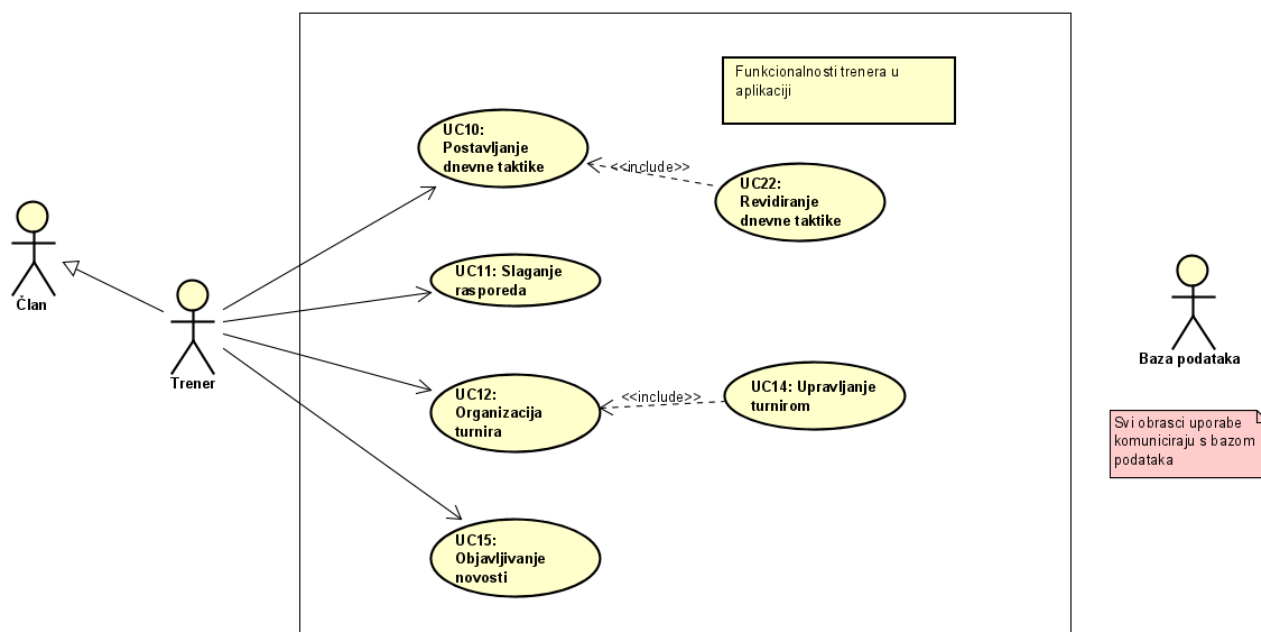 Funkcionalnosti trenera u
aplikaciji
UC10:
Postavljanje
dnevne taktike
<<include>>
UC22:
Revidiranje
dnevne taktike
Član
UC11: Slaganje
rasporeda
Trener
Baza podataka
UC12:
Organizacija
turnira
<<include>>
UC14: Upravljanje
turnirom
Svi obrasci uporabe
komuniciraju s bazom
podataka
UC15:
Objavljivanje
novosti